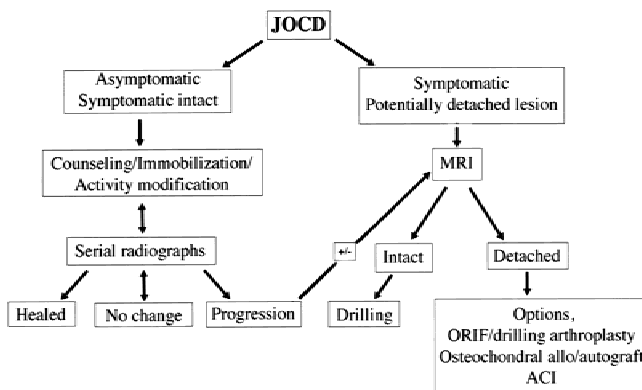 JOCD
Asymptomatic
Symptomatic intact
Symptomatic
Potentially detached lesion
Counseling/Immobilization/
Activity modification
MRI
Serial radiographs
+/-
Intact
Detached
Healed
No change
Progression
Drilling
Options,
ORIF/drilling arthroplasty
Osteochondral allo/autograft
ACI